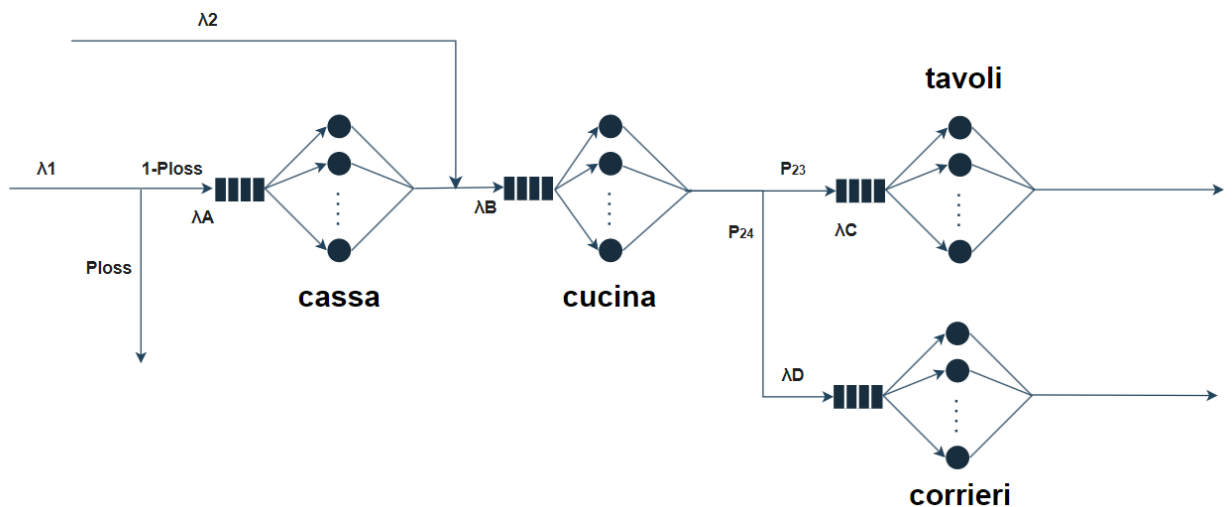 λ2
tavoli
λ1
1-Ploss
P23
λA
λB
λC
P24
Ploss
cassa
cucina
λD
corrieri